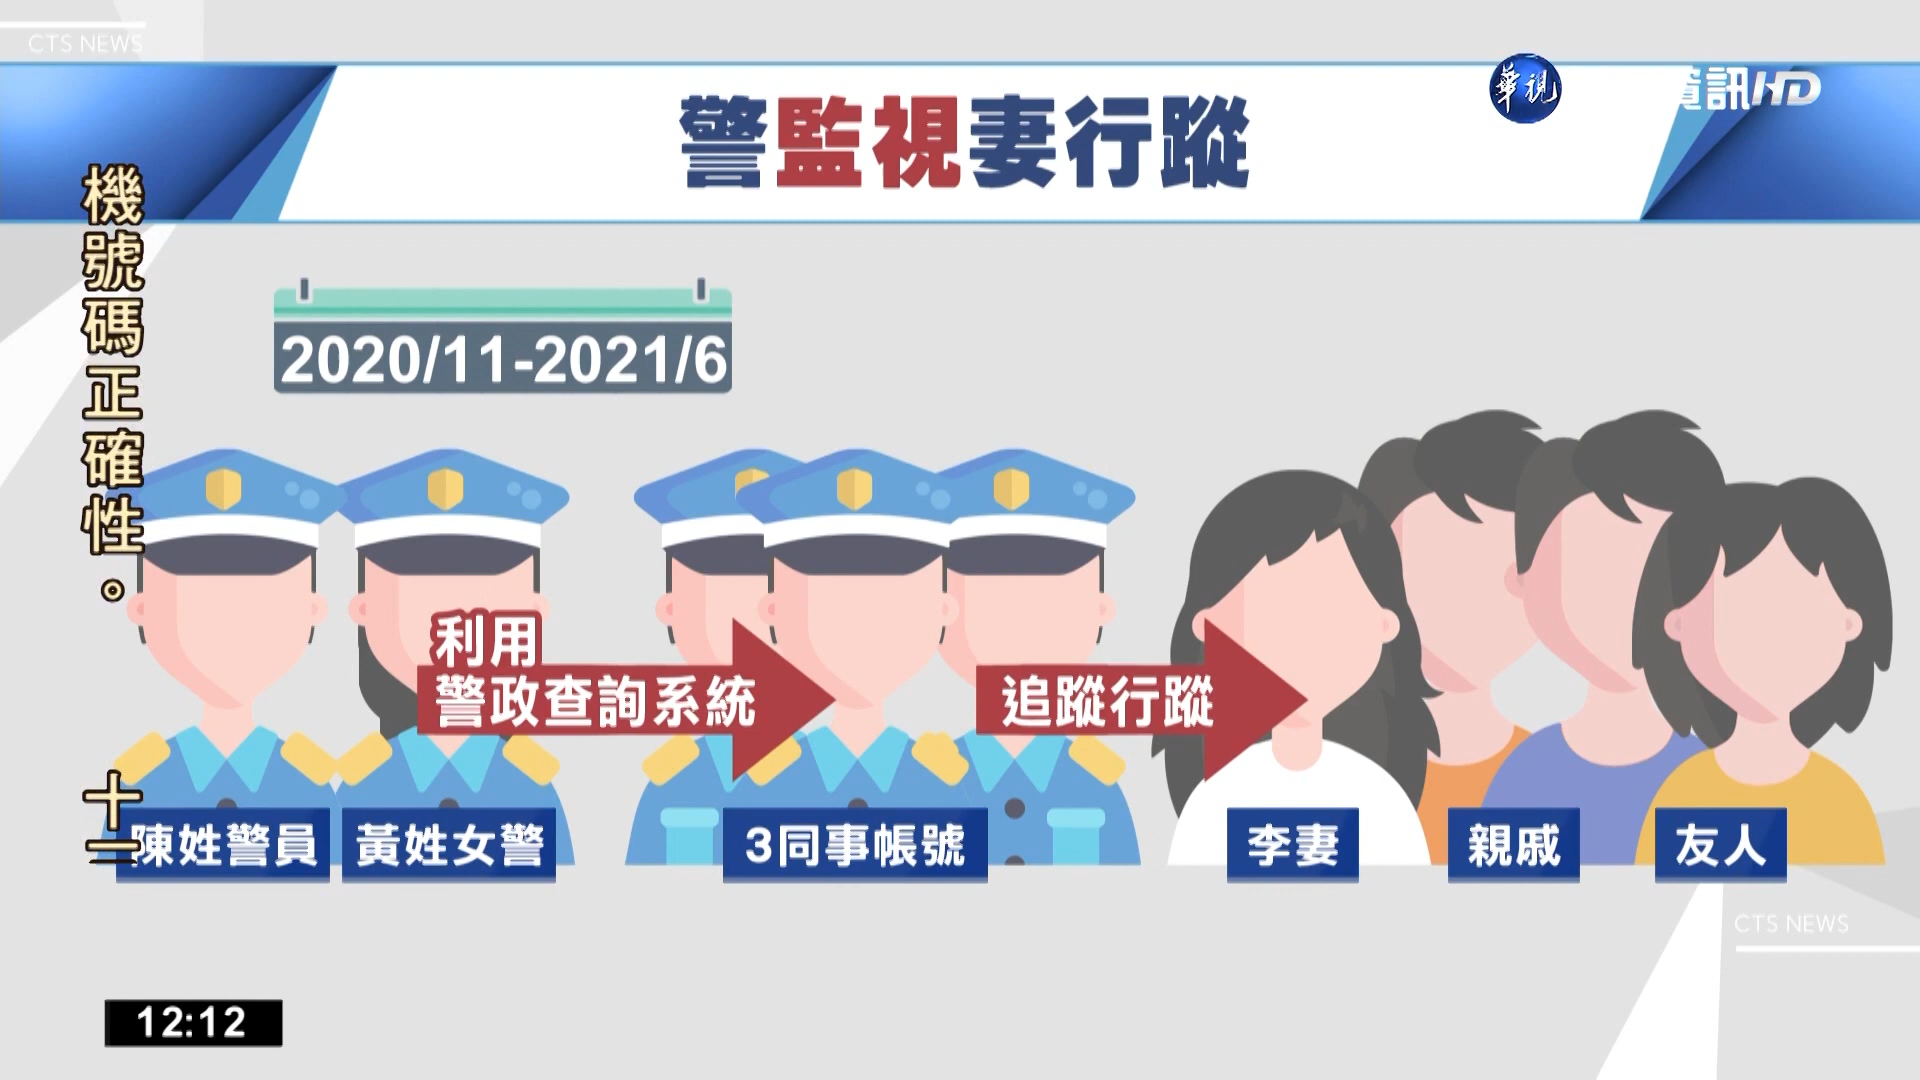 CTS NEWS
華視
資訊HD
警監視妻行蹤
機號碼正確性。
十一
2020/11-2021/6
利用
警政查詢系統
追蹤行蹤
陳姓警員
黃姓女警
3同事帳號
李妻
親戚
友人
CTS NEWS
12:12